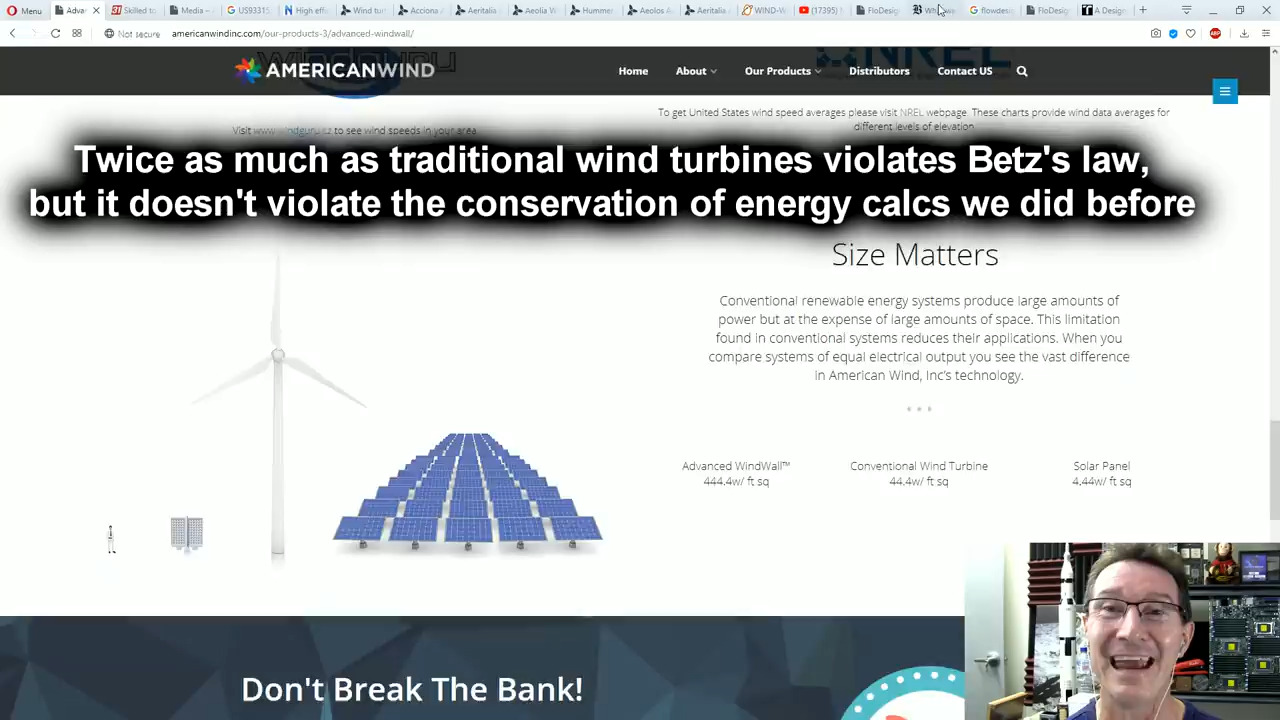 Menu
Adva
Skilled to
Media –
US93315
High effi
Wind tur
Acciona A
Aeritalia
Aeolia W
Hummer
Aeolos A
Aeritalia
WIND-W
(17395)
FloDesig
flowdesi
FloDesi
A Design
Not secure
americanwindinc.com/our-products-3/advanced-windwall/
AMERICANWIND
Home
About
Our Products
Distributors
Contact US
NREL
To get United States wind speed averages please visit NREL webpage. These charts provide wind data averages for
different levels of elevation
Visit www.windguru.cz to see wind speeds in your area
Twice as much as traditional wind turbines violates Betz's law,
but it doesn't violate the conservation of energy calcs we did before
Size Matters
Conventional renewable energy systems produce large amounts of
power but at the expense of large amounts of space. This limitation
found in conventional systems reduces their applications. When you
compare systems of equal electrical output you see the vast difference
in American Wind, Inc's technology.
Advanced WindWall™
444.4w/ ft sq
Conventional Wind Turbine
44.4w/ ft sq
Solar Panel
4.44w/ ft sq
Don't Break The Bank!